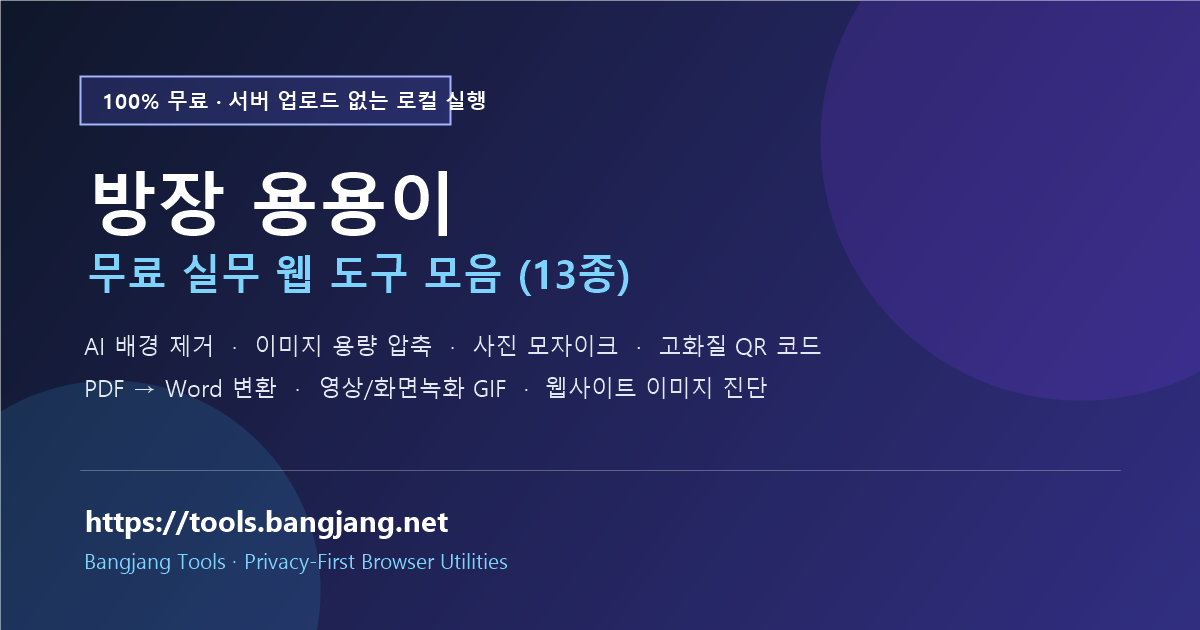 100% 무료 · 서버 업로드 없는 로컬 실행
방장 용용이
무료 실무 웹 도구 모음 (13종)
AI 배경 제거 · 이미지 용량 압축 · 사진 모자이크 · 고화질 QR 코드
PDF → Word 변환 · 영상/화면녹화 GIF · 웹사이트 이미지 진단
https://tools.bangjang.net
Bangjang Tools · Privacy-First Browser Utilities